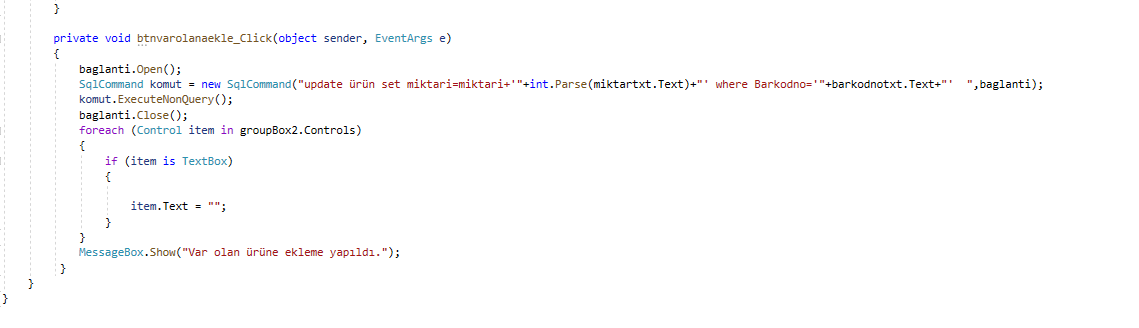 }
private void btnvarolanaekle_Click(object sender, EventArgs e)
{
baglanti.Open();
SqlCommand komut = new SqlCommand("update ürün set miktari=miktari+'"+int.Parse(miktartxt.Text)+"' where Barkodno='"+barkodnotxt.Text+"'  ",baglanti);
komut.ExecuteNonQuery();
baglanti.Close();
foreach (Control item in groupBox2.Controls)
{
if (item is TextBox)
{
item.Text = "";
}
}
MessageBox.Show("Var olan ürüne ekleme yapıldı.");
}
}
}